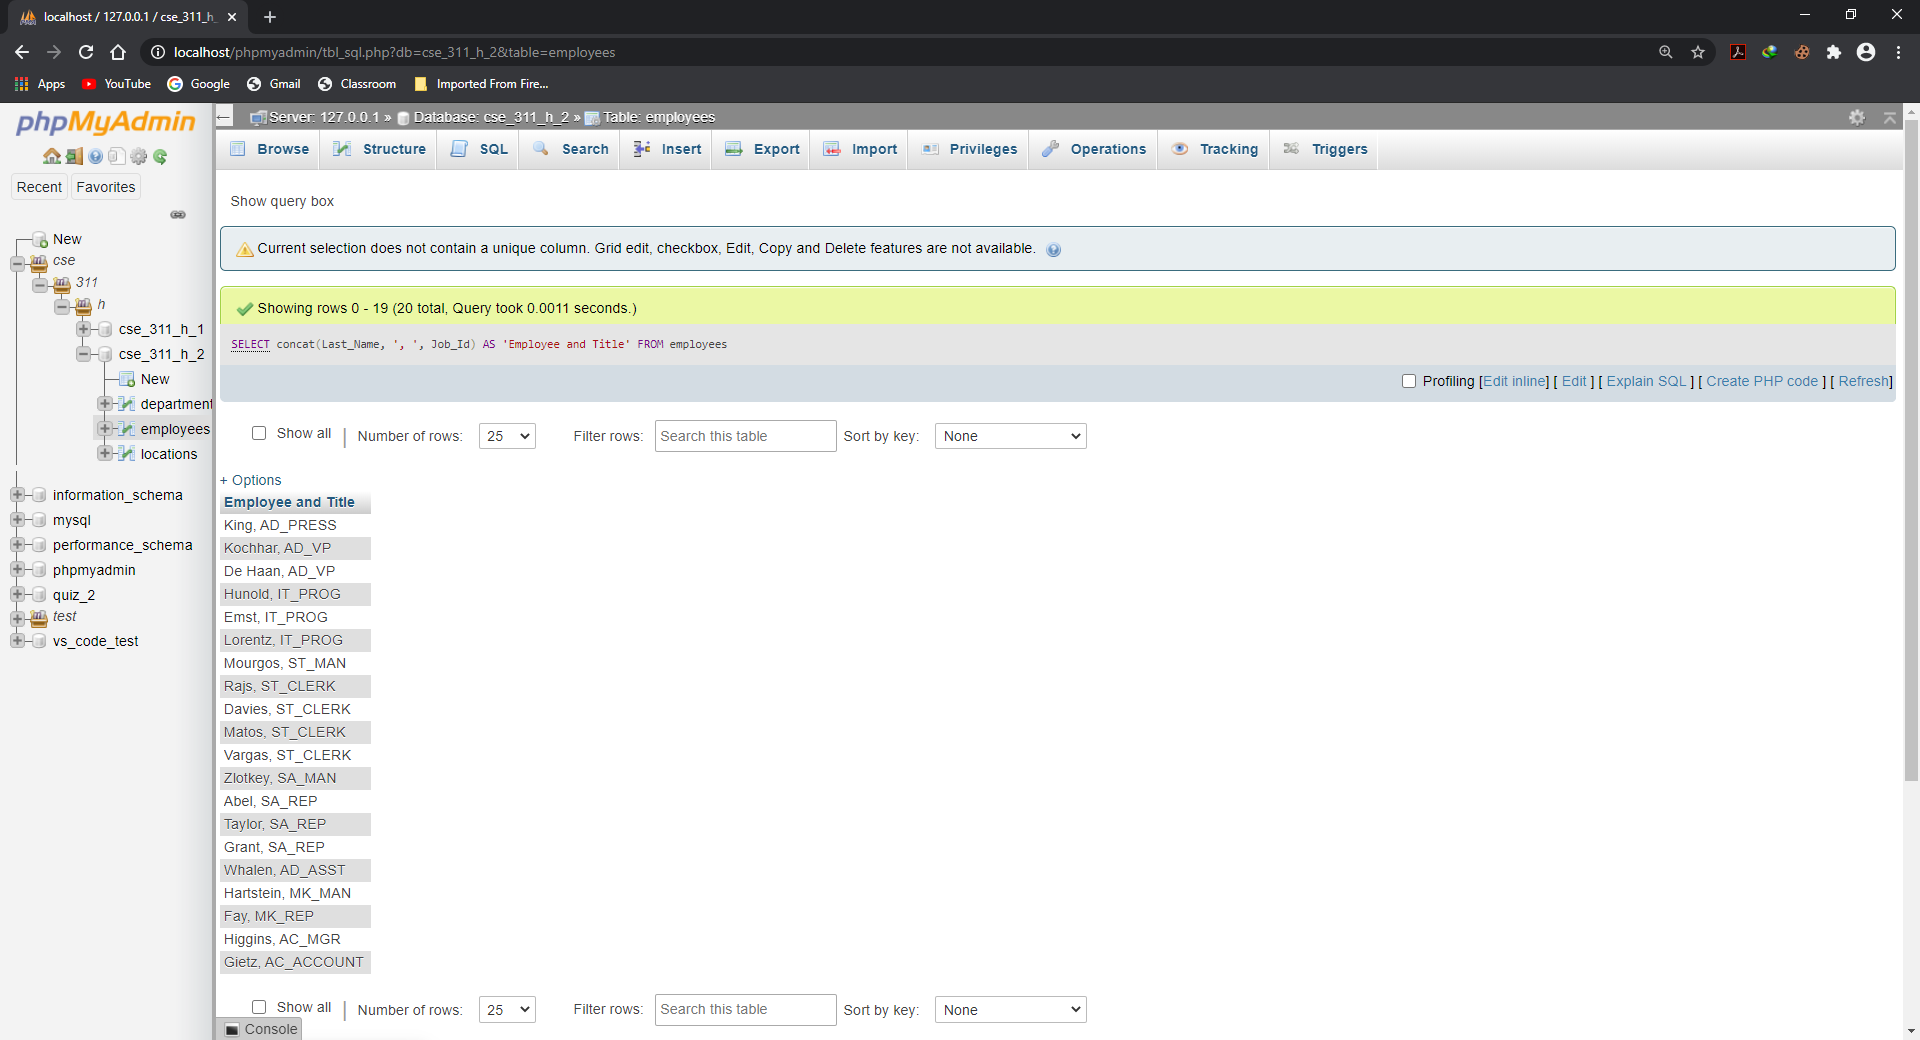 localhost / 127.0.0.1 / cse_311_h_
localhost/phpmyadmin/tbl_sql.php?db=cse_311_h_2&table=employees
Apps YouTube Google Gmail Classroom Imported From Fire...
phpMyAdmin
Recent Favorites
New
cse
311
h
cse_311_h_1
cse_311_h_2
New
department
employees
locations
information_schema
mysql
performance_schema
phpmyadmin
quiz_2
test
vs_code_test
Server: 127.0.0.1 » Database: cse_311_h_2 » Table: employees
Browse Structure SQL Search Insert Export Import Privileges Operations Tracking Triggers
Show query box
Current selection does not contain a unique column. Grid edit, checkbox, Edit, Copy and Delete features are not available.
Showing rows 0 - 19 (20 total, Query took 0.0011 seconds.)
SELECT concat(Last_Name, ', ', Job_Id) AS 'Employee and Title' FROM employees
Profiling [Edit inline] [ Edit ] [ Explain SQL ] [ Create PHP code ] [ Refresh]
Show all | Number of rows: 25 Filter rows: Search this table Sort by key: None
+ Options
Employee and Title
King, AD_PRESS
Kochhar, AD_VP
De Haan, AD_VP
Hunold, IT_PROG
Emst, IT_PROG
Lorentz, IT_PROG
Mourgos, ST_MAN
Rajs, ST_CLERK
Davies, ST_CLERK
Matos, ST_CLERK
Vargas, ST_CLERK
Zlotkey, SA_MAN
Abel, SA_REP
Taylor, SA_REP
Grant, SA_REP
Whalen, AD_ASST
Hartstein, MK_MAN
Fay, MK_REP
Higgins, AC_MGR
Gietz, AC_ACCOUNT
Show all | Number of rows: 25 Filter rows: Search this table Sort by key: None
Console